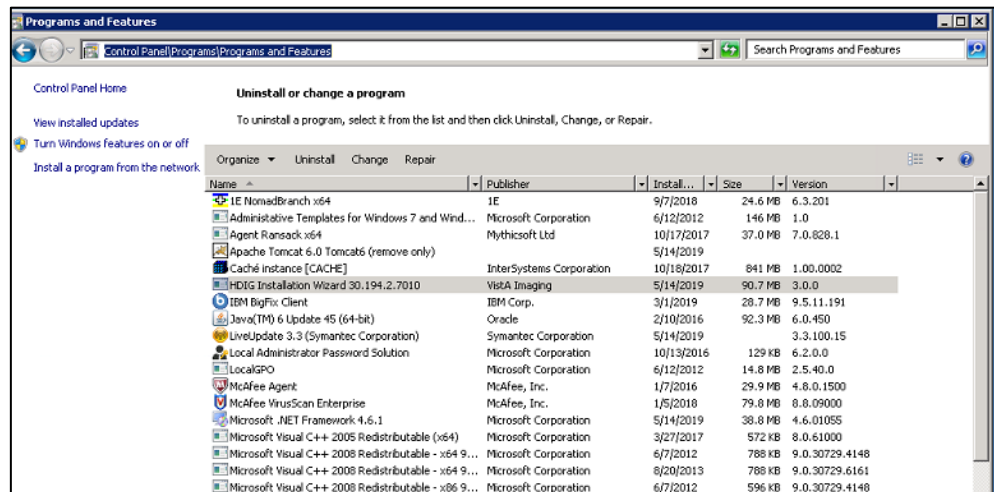 Programs and Features
Control Panel\Programs\Programs and Features
Search Programs and Features
Control Panel Home
View installed updates
Turn Windows features on or off
Install a program from the network
Uninstall or change a program
To uninstall a program, select it from the list and then click Uninstall, Change, or Repair.
Organize Uninstall Change Repair
Name Publisher Install... Size Version
1E NomadBranch x64 1E 9/7/2018 24.6 MB 6.3.201
Administative Templates for Windows 7 and Wind... Microsoft Corporation 6/12/2012 146 MB 1.0
Agent Ransack x64 Mythicsoft Ltd 10/17/2017 37.0 MB 7.0.828.1
Apache Tomcat 6.0 Tomcat6 (remove only) 5/14/2019
Caché instance [CACHE] InterSystems Corporation 10/18/2017 841 MB 1.00.0002
HDIG Installation Wizard 30.194.2.7010 VistA Imaging 5/14/2019 90.7 MB 3.0.0
IBM BigFix Client IBM Corp. 3/1/2019 28.7 MB 9.5.11.191
Java(TM) 6 Update 45 (64-bit) Oracle 2/10/2016 92.3 MB 6.0.450
LiveUpdate 3.3 (Symantec Corporation) Symantec Corporation 5/14/2019 3.3.100.15
Local Administrator Password Solution Microsoft Corporation 10/13/2016 129 KB 6.2.0.0
LocalGPO Microsoft Corporation 6/12/2012 14.8 MB 2.5.40.0
McAfee Agent McAfee, Inc. 1/7/2016 29.9 MB 4.8.0.1500
McAfee VirusScan Enterprise McAfee, Inc. 1/5/2018 79.8 MB 8.8.09000
Microsoft .NET Framework 4.6.1 Microsoft Corporation 5/14/2019 38.8 MB 4.6.01055
Microsoft Visual C++ 2005 Redistributable (x64) Microsoft Corporation 3/27/2017 572 KB 8.0.61000
Microsoft Visual C++ 2008 Redistributable - x64 9... Microsoft Corporation 6/7/2012 788 KB 9.0.30729.4148
Microsoft Visual C++ 2008 Redistributable - x64 9... Microsoft Corporation 8/20/2013 788 KB 9.0.30729.6161
Microsoft Visual C++ 2008 Redistributable - x86 9... Microsoft Corporation 6/7/2012 596 KB 9.0.30729.4148